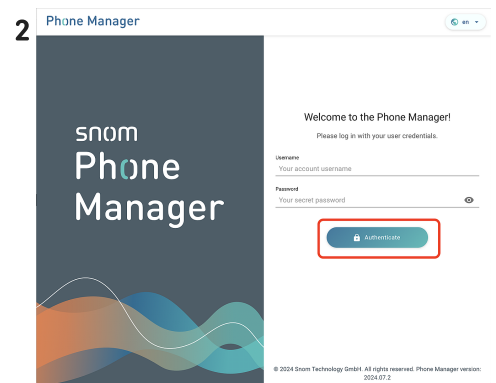 2
Phone Manager
en
snom
Phone
Manager
Welcome to the Phone Manager!
Please log in with your user credentials.
Username
Your account username
Password
Your secret password
Authenticate
© 2024 Snom Technology GmbH. All rights reserved. Phone Manager version:
2024.07.2